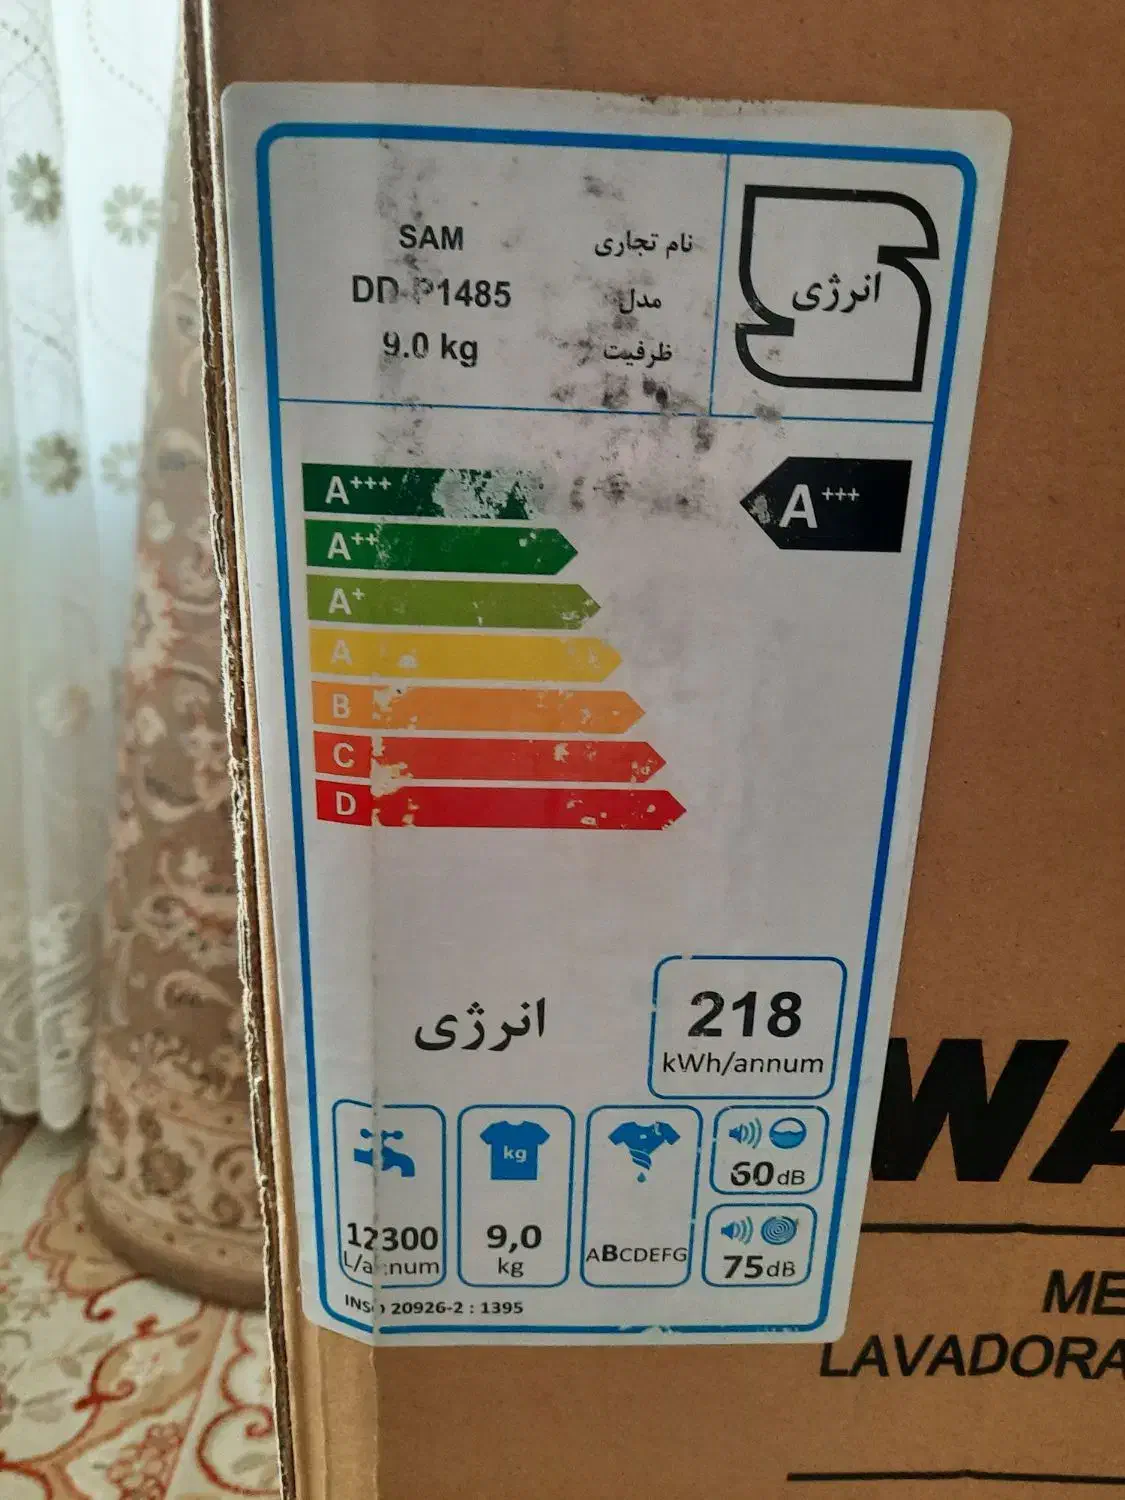 SAM نام تجاری
DD-P1485 مدل
9.0 kg ظرفیت
انرژی
A+++
A+++
A++
A+
A
B
C
D
انرژی
218
kWh/annum
12300
L/annum
kg
9,0
kg
ABCDEFG
60dB
75dB
INSO 20926-2 : 1395
WA
ME
LAVADORA